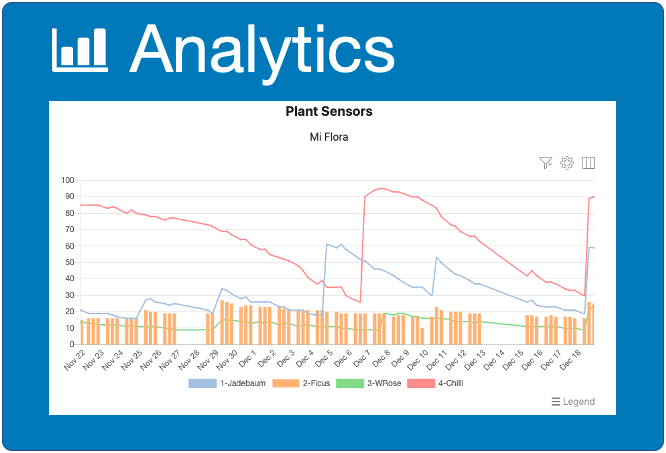 Analytics
Plant Sensors
Mi Flora
100
90
80
70
60
50
40
30
20
10
0
Nov 22 Nov 23 Nov 24 Nov 25 Nov 26 Nov 27 Nov 28 Nov 29 Nov 30 Dec 1 Dec 2 Dec 3 Dec 4 Dec 5 Dec 6 Dec 7 Dec 8 Dec 9 Dec 10 Dec 11 Dec 12 Dec 13 Dec 14 Dec 15 Dec 16 Dec 17 Dec 18
1-Jadebaum 2-Ficus 3-WRose 4-Chilli
Legend